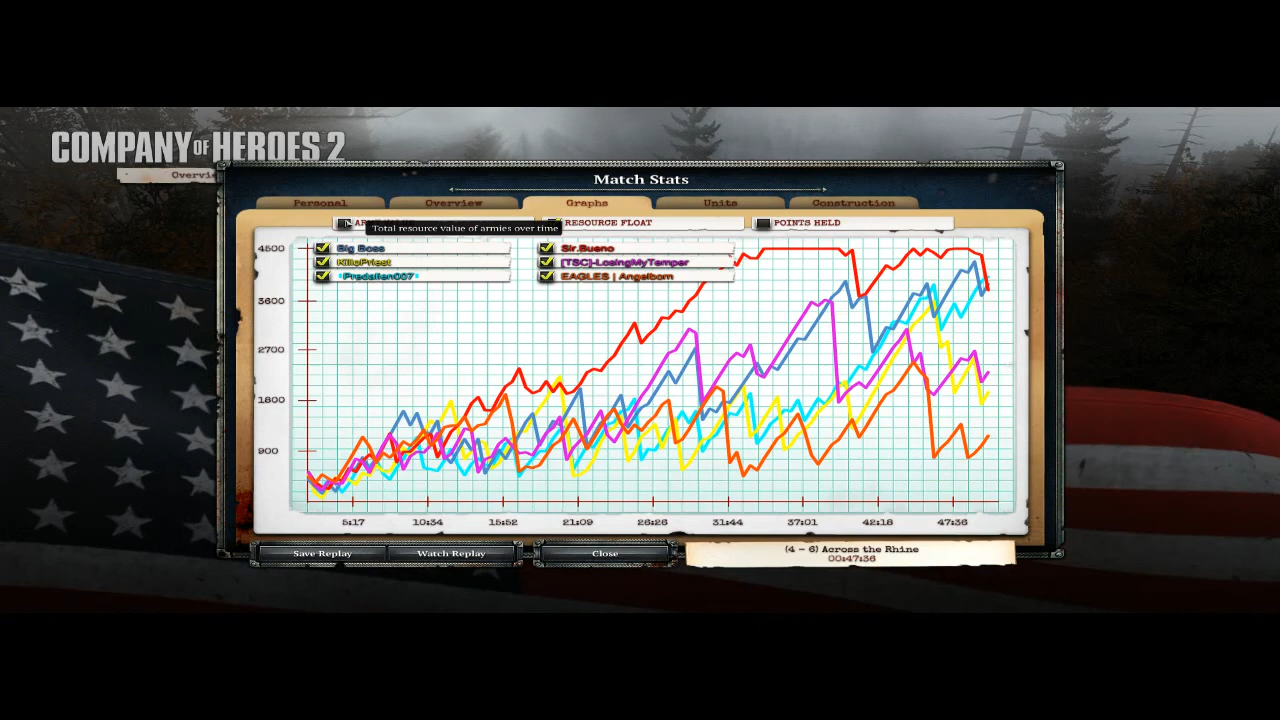 COMPANY OF HEROES 2
Match Stats
Personal Overview Graphs Units Construction
RESOURCE FLOAT POINTS HELD
Total resource value of armies over time
Big Boss Sir.Bueno
KillaPriest [TSC]-LosingMyTemper
EAGLES | Angelborn
4500
3600
2700
1800
900
5:17 10:34 15:52 21:09 26:26 31:44 37:01 42:18 47:36
Save Replay Watch Replay Close (4 - 6) Across the Rhine
00:47:36